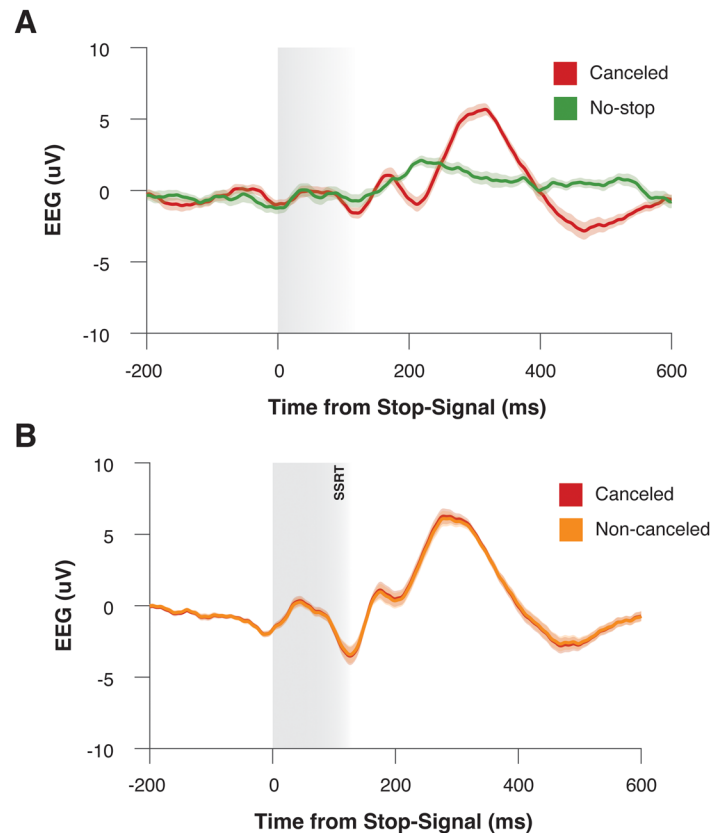 A
10
5
0
-5
-10
EEG (uV)
Canceled
No-stop
-200
0
200
400
600
Time from Stop-Signal (ms)
B
10
5
0
-5
-10
EEG (uV)
SSRT
Canceled
Non-canceled
-200
0
200
400
600
Time from Stop-Signal (ms)